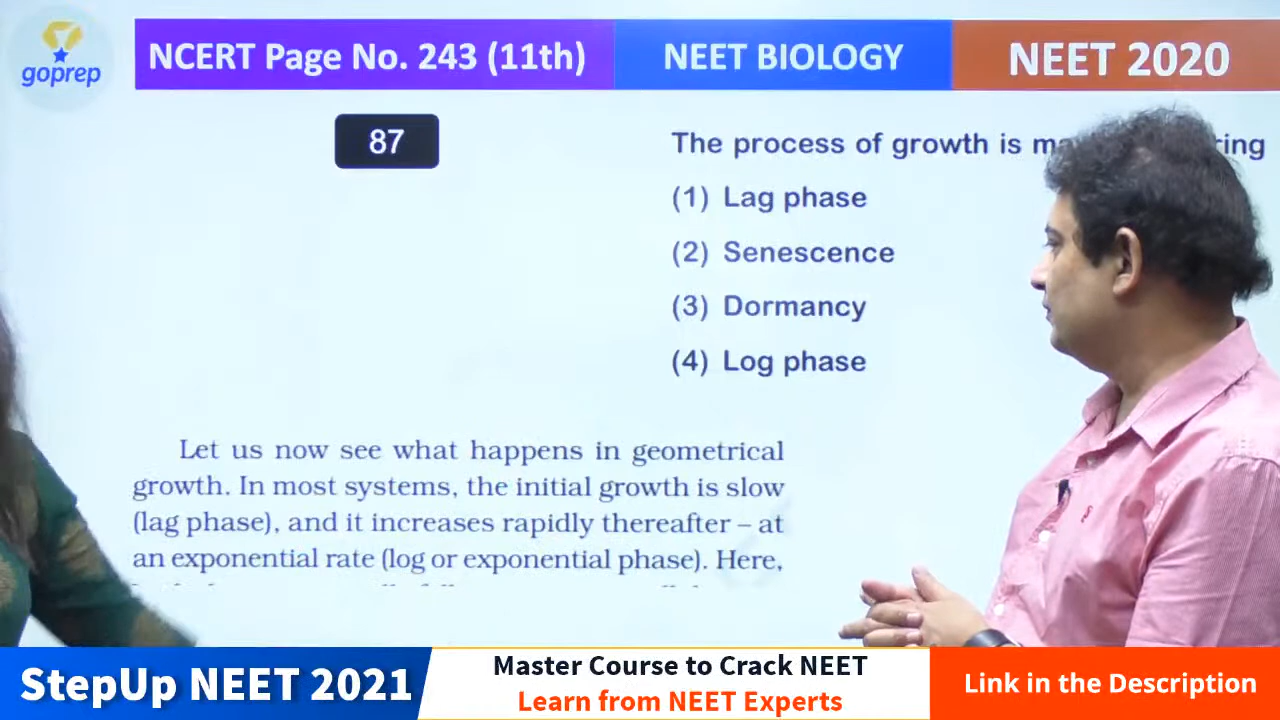 goprep
NCERT Page No. 243 (11th)
NEET BIOLOGY
NEET 2020
87
The process of growth is
(1) Lag phase
(2) Senescence
(3) Dormancy
(4) Log phase
Let us now see what happens in geometrical
growth. In most systems, the initial growth is slow
(lag phase), and it increases rapidly thereafter – at
an exponential rate (log or exponential phase). Here,
StepUp NEET 2021
Master Course to Crack NEET
Learn from NEET Experts
Link in the Description